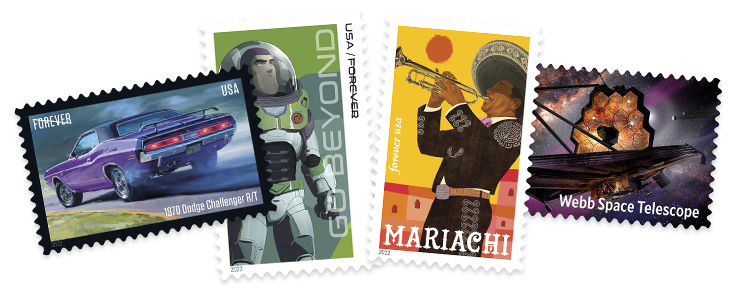 FOREVER
USA
1970 Dodge Challenger R/T
2022
USA / FOREVER
GO BEYOND
2022
forever usa
MARIACHI
2022
Webb Space Telescope